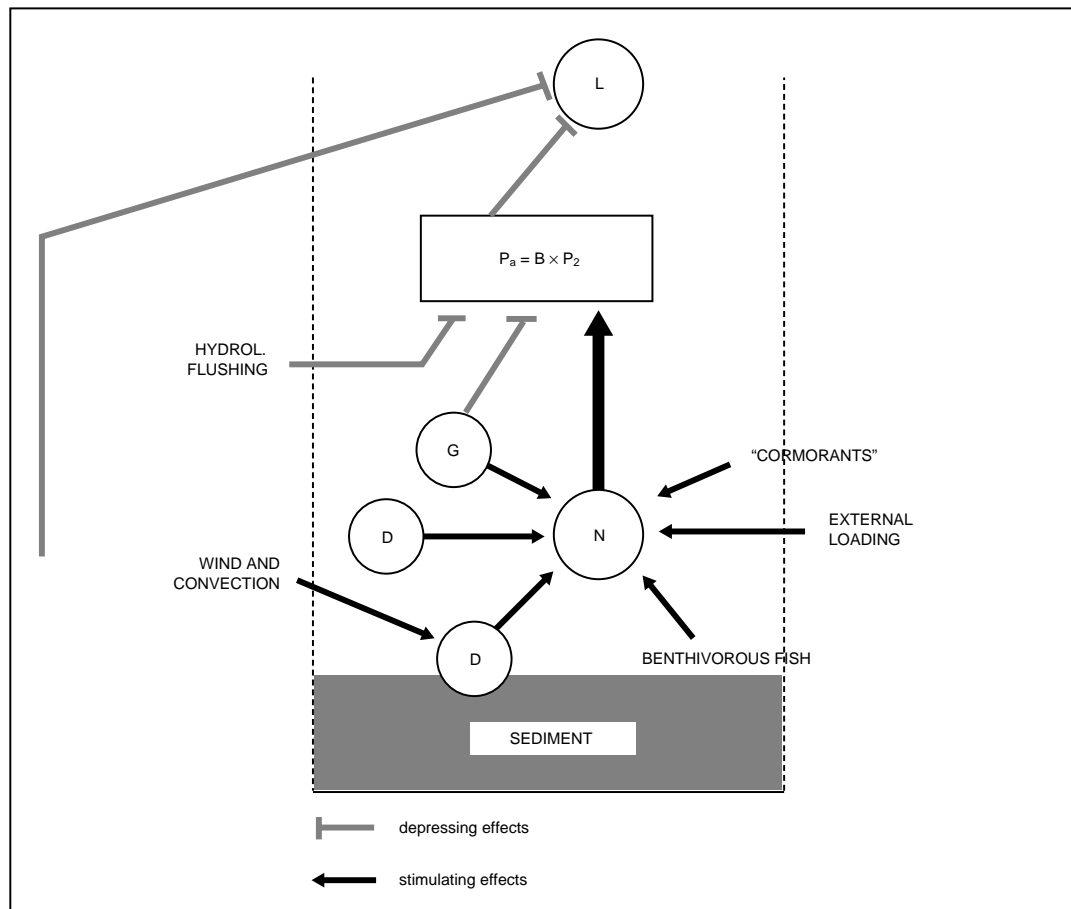 L
Pₐ = B × P₂
HYDROL.
FLUSHING
G
“CORMORANTS”
D
N
EXTERNAL
LOADING
WIND AND
CONVECTION
D
BENTHIVOROUS FISH
SEDIMENT
depressing effects
stimulating effects